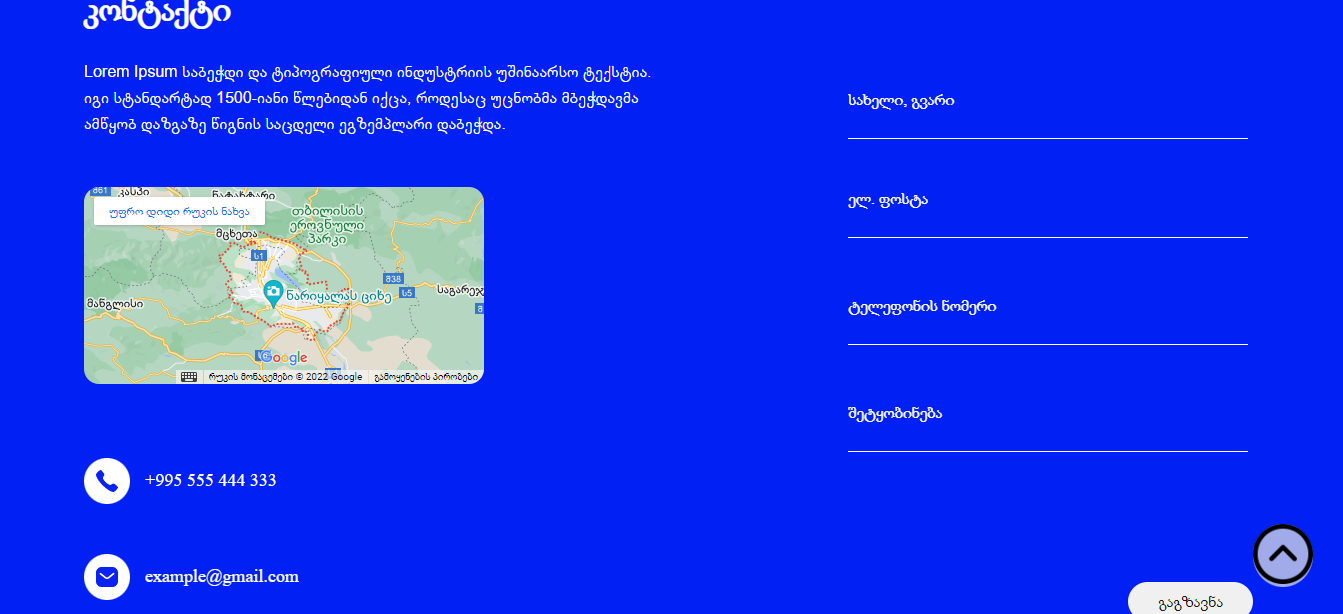 კონტაქტი
Lorem Ipsum საბეჭდი და ტიპოგრაფიული ინდუსტრიის უშინაარსო ტექსტია.
იგი სტანდარტად 1500-იანი წლებიდან იქცა, როდესაც უცნობმა მბეჭდავმა
ამწყობ დაზგაზე წიგნის საცდელი ეგზემპლარი დაბეჭდა.
კასპი
უფრო დიდი რუკის ნახვა
თბილისის
ეროვნული
პარკი
მცხეთა
ს1
ს5
ნარიყალას ციხე
მანგლისი
Google
რუკის მონაცემები © 2022 Google
გამოყენების პირობები
+995 555 444 333
example@gmail.com
სახელი, გვარი
ელ. ფოსტა
ტელეფონის ნომერი
შეტყობინება
გაგზავნა